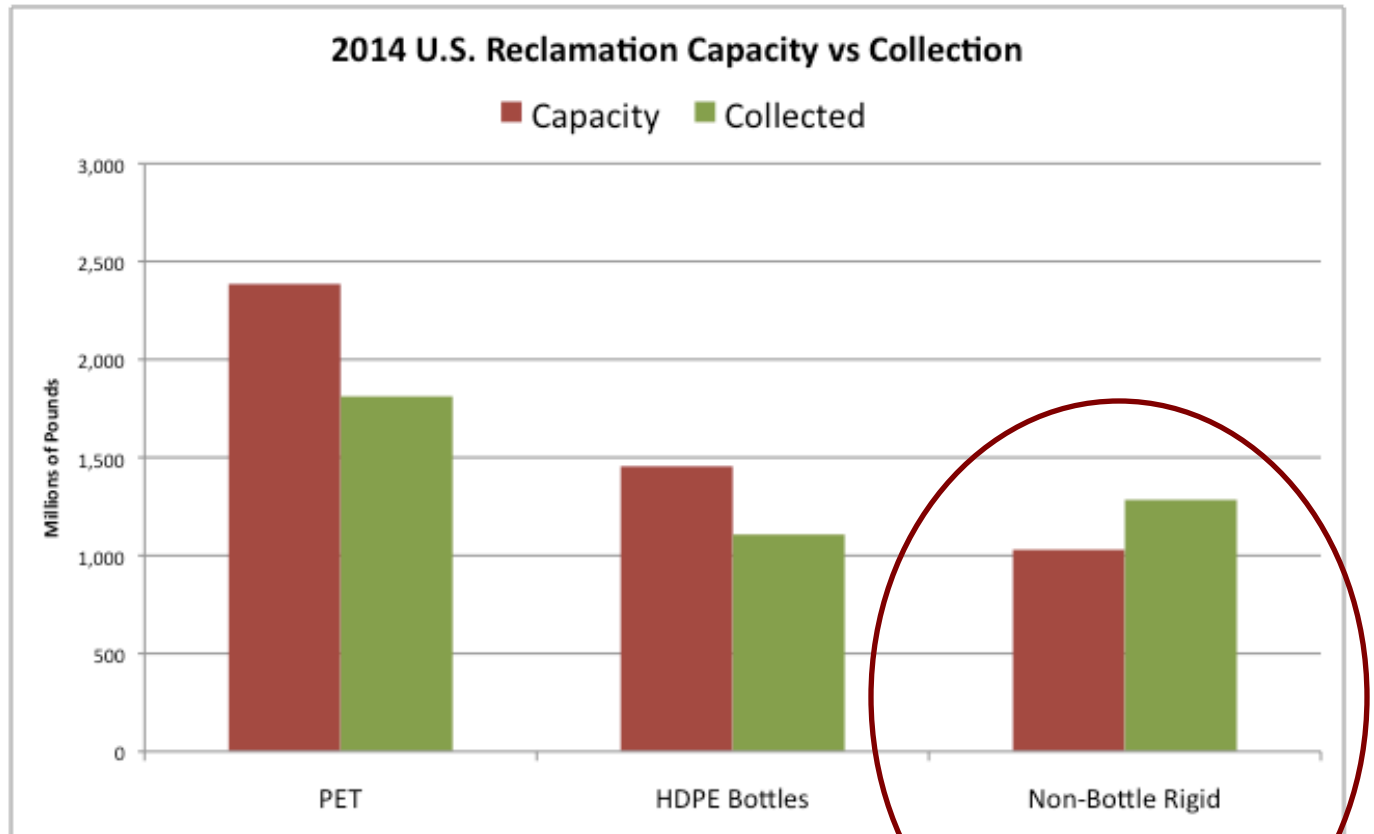 2014 U.S. Reclamation Capacity vs Collection
Capacity Collected
3,000
2,500
2,000
1,500
1,000
500
0
Millions of Pounds
PET HDPE Bottles Non-Bottle Rigid